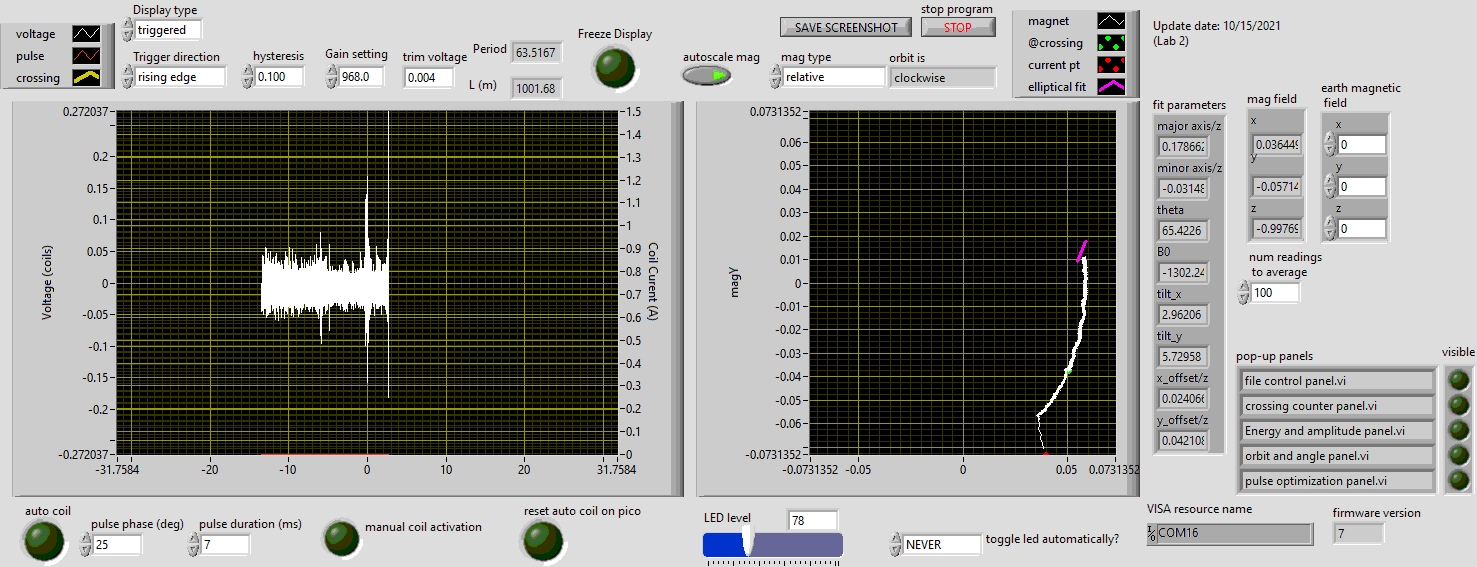 voltage
pulse
crossing
Display type
triggered
Trigger direction
rising edge
hysteresis
0.100
Gain setting
968.0
trim voltage
0.004
Period
63.5167
L (m)
1001.68
Freeze Display
SAVE SCREENSHOT
stop program
STOP
autoscale mag
mag type
relative
orbit is
clockwise
magnet
@crossing
current pt
elliptical fit
Update date: 10/15/2021
(Lab 2)
Voltage (coils)
0.272037
0.2
0.15
0.1
0.05
0
-0.05
-0.1
-0.15
-0.2
-0.272037
-31.7584
-20
-10
0
10
20
31.7584
1.5
1.4
1.3
1.2
1.1
1
0.9
0.8
0.7
0.6
0.5
0.4
0.3
0.2
0.1
0
Coil Current (A)
magY
0.0731352
0.06
0.05
0.04
0.03
0.02
0.01
0
-0.01
-0.02
-0.03
-0.04
-0.05
-0.06
-0.0731352
-0.0731352
-0.05
0
0.05
0.0731352
fit parameters
major axis/z
0.178662
minor axis/z
-0.03148
theta
65.4226
B0
-1302.24
tilt_x
2.96206
tilt_y
5.72958
x_offset/z
0.024066
y_offset/z
0.042108
mag field
x
0.036449
y
-0.05714
z
-0.99769
earth magnetic
field
x
0
y
0
z
0
num readings
to average
100
pop-up panels
visible
file control panel.vi
crossing counter panel.vi
Energy and amplitude panel.vi
orbit and angle panel.vi
pulse optimization panel.vi
auto coil
pulse phase (deg)
25
pulse duration (ms)
7
manual coil activation
reset auto coil on pico
LED level
78
NEVER
toggle led automatically?
VISA resource name
COM16
firmware version
7